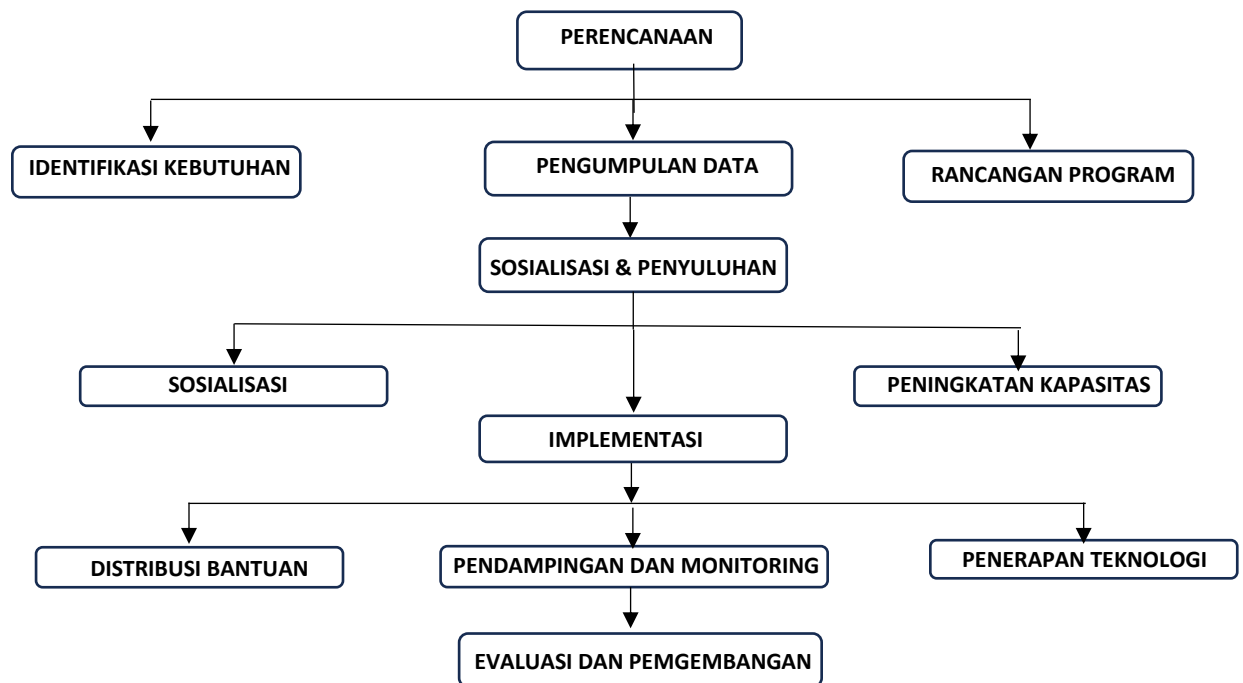 PERENCANAAN
IDENTIFIKASI KEBUTUHAN
PENGUMPULAN DATA
RANCANGAN PROGRAM
SOSIALISASI & PENYULUHAN
SOSIALISASI
PENINGKATAN KAPASITAS
IMPLEMENTASI
DISTRIBUSI BANTUAN
PENDAMPINGAN DAN MONITORING
PENERAPAN TEKNOLOGI
EVALUASI DAN PEMGEMBANGAN